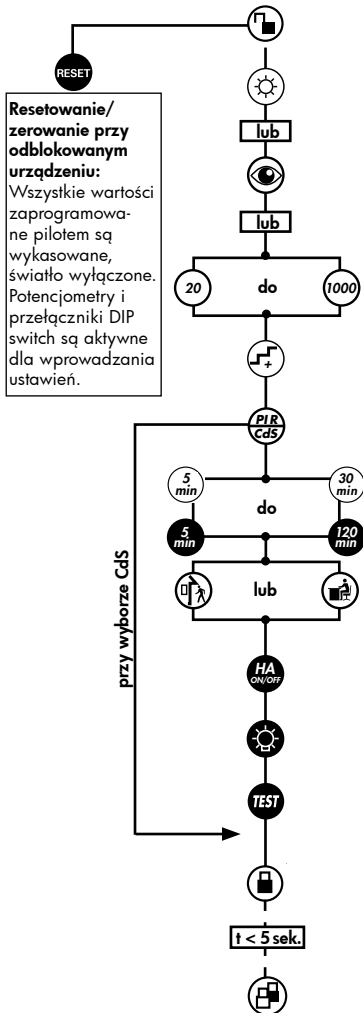 RESET
Resetowanie/
zerowanie przy
odblokowanym
urządzeniu:
Wszystkie wartości
zaprogramowa-
ne pilotem są
wykasowane,
światło wyłączone.
Potencjometry i
przełączniki DIP
switch są aktywne
dla wprowadzania
ustawień.
lub
lub
20 do 1000
+
PIR
CdS
5 min do 30 min
5 min 120 min
lub
przy wyborze CdS
HA
ON/OFF
TEST
t < 5 sek.